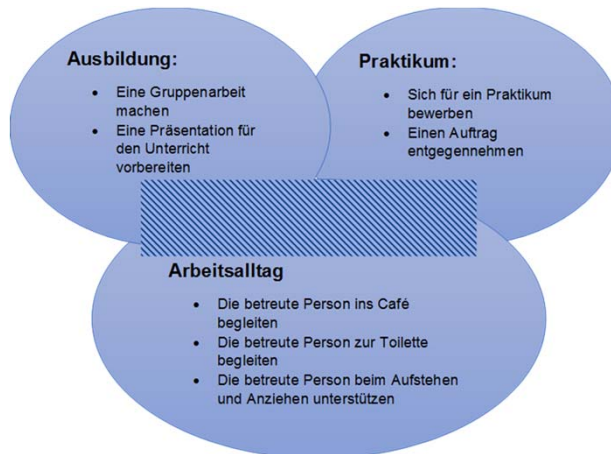 Ausbildung:
• Eine Gruppenarbeit
machen
• Eine Präsentation für
den Unterricht
vorbereiten
Praktikum:
• Sich für ein Praktikum
bewerben
• Einen Auftrag
entgegennehmen
Arbeitsalltag
• Die betreute Person ins Café
begleiten
• Die betreute Person zur Toilette
begleiten
• Die betreute Person beim Aufstehen
und Anziehen unterstützen